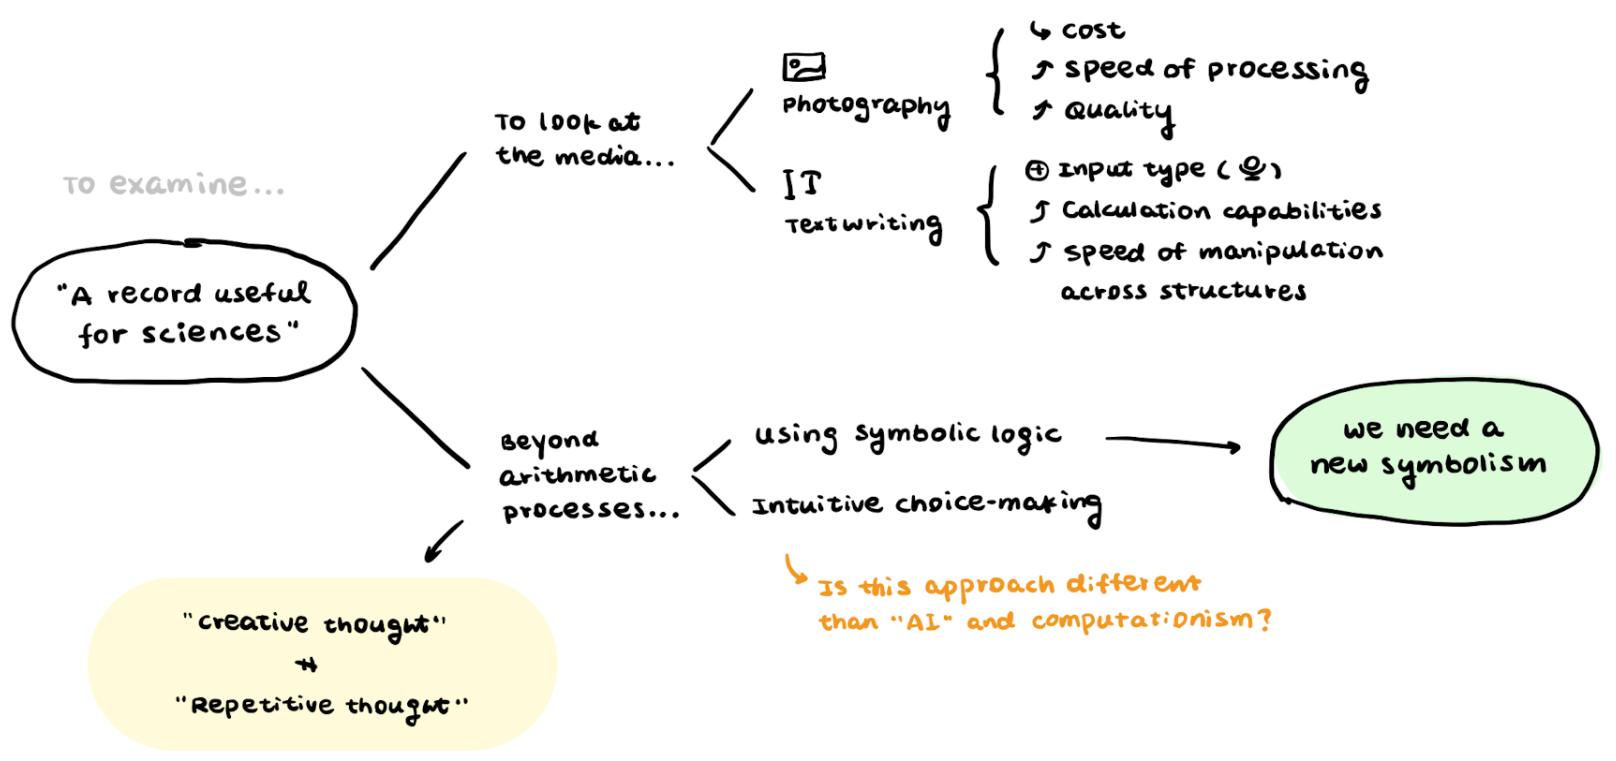 To examine...
"A record useful
for sciences"
To look at
the media...
Photography
↳ Cost
↑ Speed of processing
↑ Quality
IT
Textwriting
⊕ Input type ( )
↑ Calculation capabilities
↑ Speed of manipulation
across structures
Beyond
arithmetic
processes...
Using symbolic logic
Intuitive choice-making
We need a
new symbolism
Is this approach different
than "AI" and computationism?
"Creative thought"
≠
"Repetitive thought"